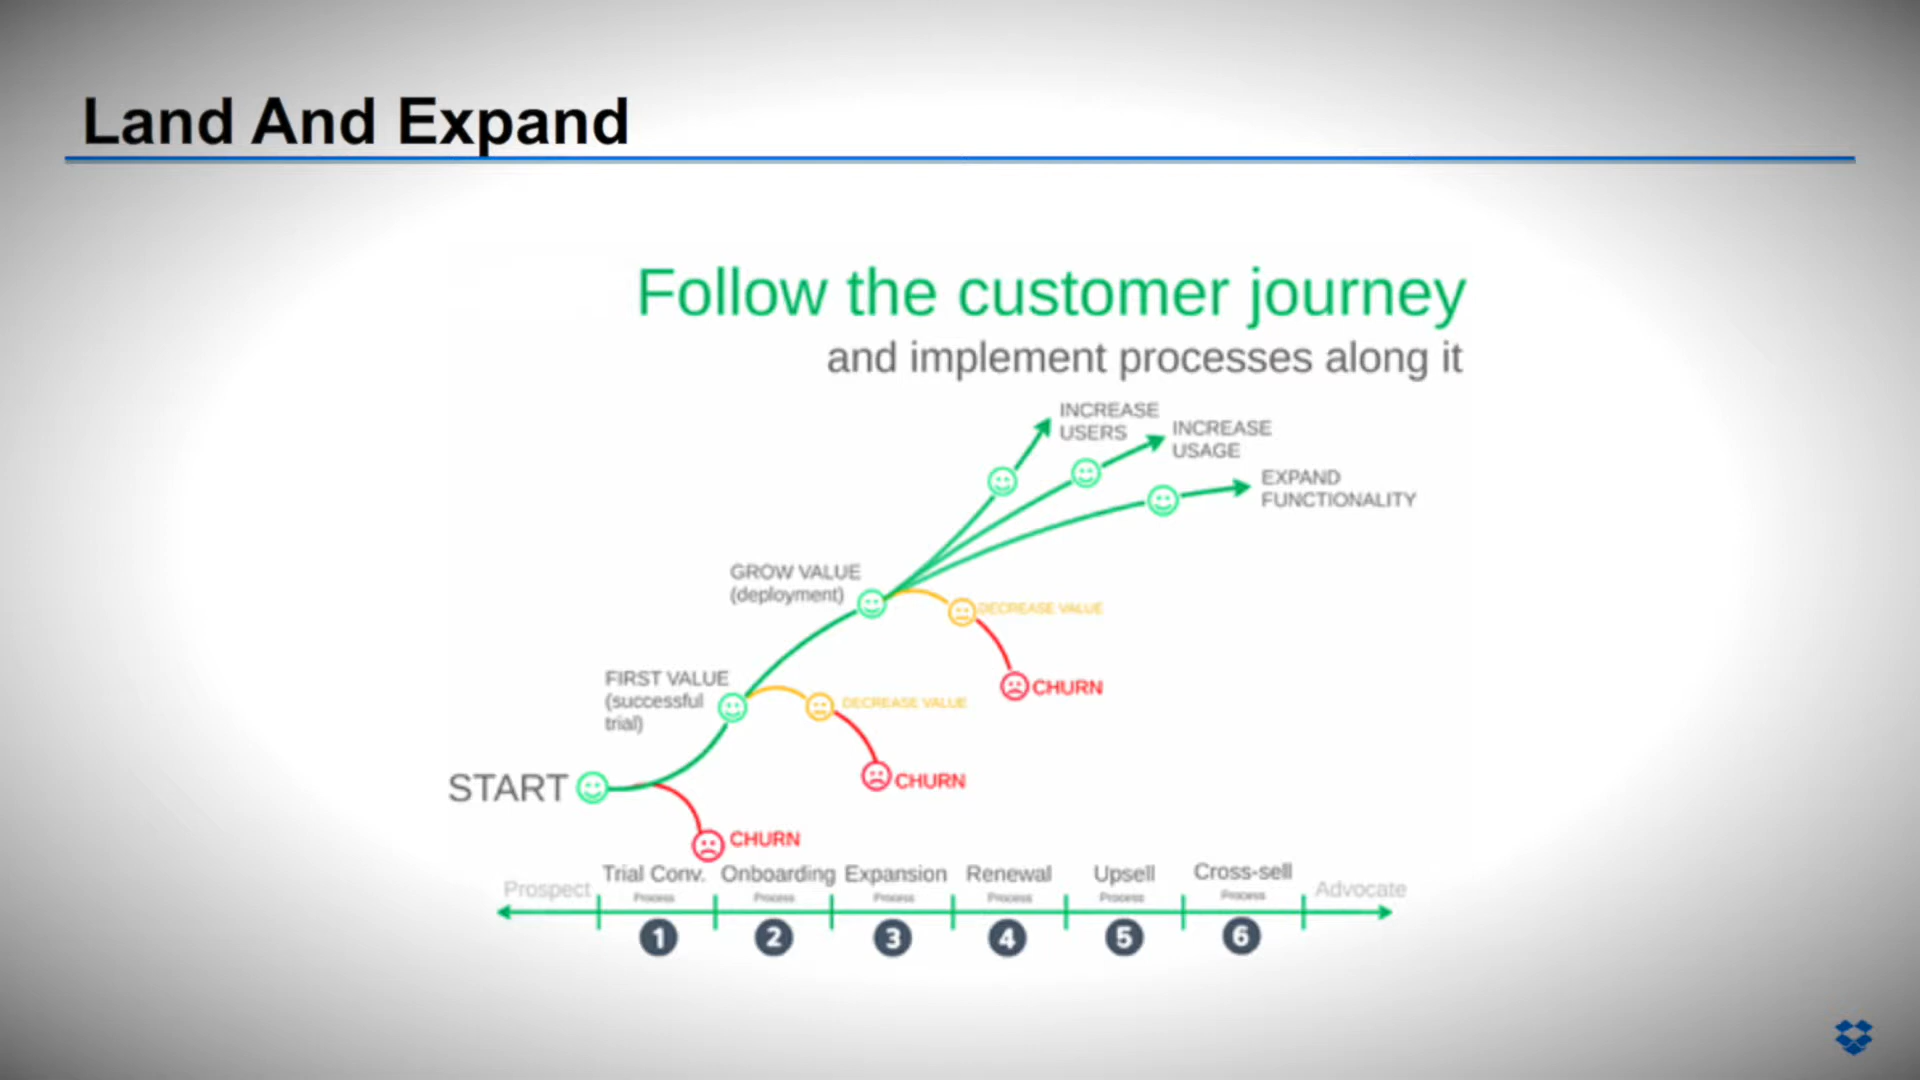 Land And Expand
Follow the customer journey
and implement processes along it
INCREASE
USERS
INCREASE
USAGE
EXPAND
FUNCTIONALITY
GROW VALUE
(deployment)
DECREASE VALUE
CHURN
FIRST VALUE
(successful
trial)
DECREASE VALUE
CHURN
START
CHURN
Prospect
Trial Conv.
Process
Onboarding
Process
Expansion
Process
Renewal
Process
Upsell
Process
Cross-sell
Process
Advocate
1
2
3
4
5
6